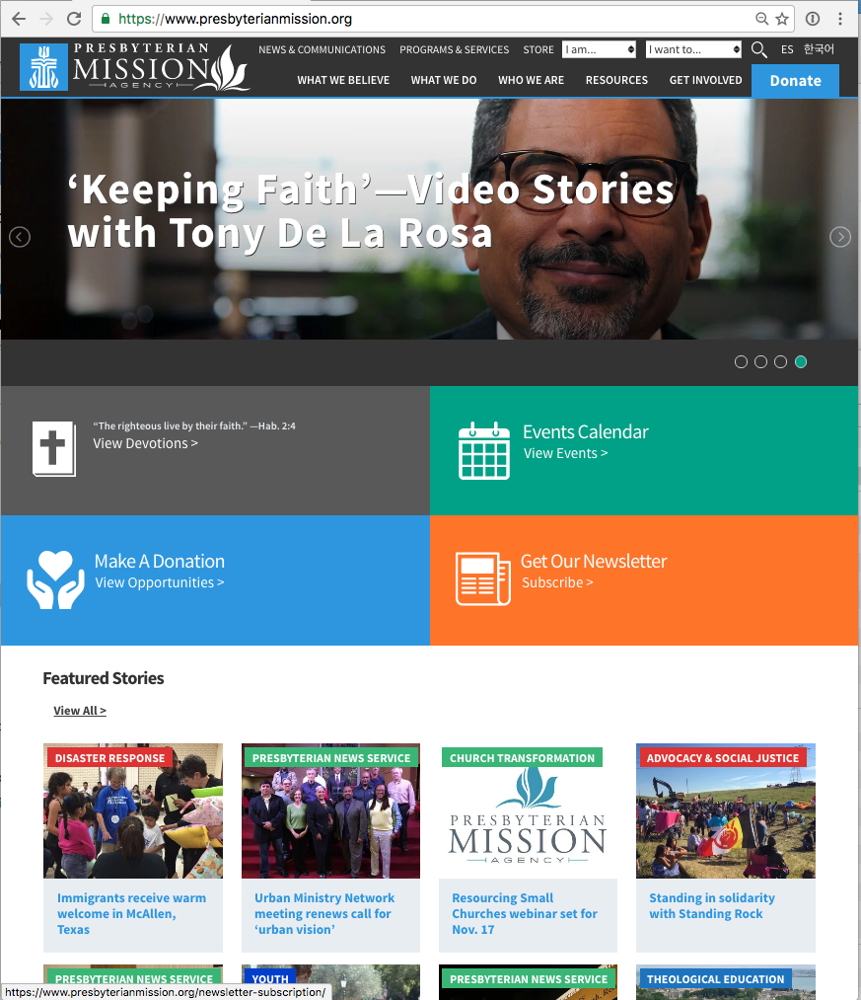 https://www.presbyterianmission.org
PRESBYTERIAN
MISSION
AGENCY
NEWS & COMMUNICATIONS PROGRAMS & SERVICES STORE I am... I want to... ES 한국어
WHAT WE BELIEVE WHAT WE DO WHO WE ARE RESOURCES GET INVOLVED Donate
‘Keeping Faith’—Video Stories
with Tony De La Rosa
“The righteous live by their faith.” —Hab. 2:4
View Devotions >
Events Calendar
View Events >
Make A Donation
View Opportunities >
Get Our Newsletter
Subscribe >
Featured Stories
View All >
DISASTER RESPONSE
Immigrants receive warm
welcome in McAllen,
Texas
PRESBYTERIAN NEWS SERVICE
Urban Ministry Network
meeting renews call for
‘urban vision’
CHURCH TRANSFORMATION
PRESBYTERIAN
MISSION
AGENCY
Resourcing Small
Churches webinar set for
Nov. 17
ADVOCACY & SOCIAL JUSTICE
Standing in solidarity
with Standing Rock
PRESBYTERIAN NEWS SERVICE
YOUTH
PRESBYTERIAN NEWS SERVICE
THEOLOGICAL EDUCATION
https://www.presbyterianmission.org/newsletter-subscription/